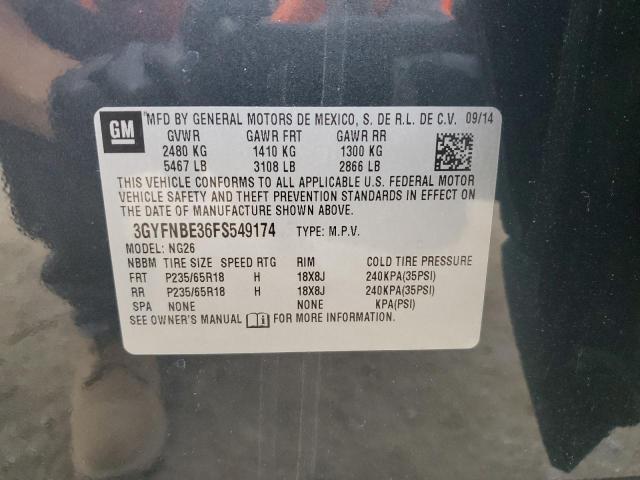 GM
MFD BY GENERAL MOTORS DE MEXICO, S. DE R.L. DE C.V. 09/14
GVWR GAWR FRT GAWR RR
2480 KG 1410 KG 1300 KG
5467 LB 3108 LB 2866 LB
THIS VEHICLE CONFORMS TO ALL APPLICABLE U.S. FEDERAL MOTOR
VEHICLE SAFETY AND THEFT PREVENTION STANDARDS IN EFFECT ON
THE DATE OF MANUFACTURE SHOWN ABOVE.
3GYFNBE36FS549174 TYPE: M.P.V.
MODEL: NG26
NBBM TIRE SIZE SPEED RTG RIM COLD TIRE PRESSURE
FRT P235/65R18 H 18X8J 240KPA(35PSI)
RR P235/65R18 H 18X8J 240KPA(35PSI)
SPA NONE NONE KPA(PSI)
SEE OWNER'S MANUAL FOR MORE INFORMATION.